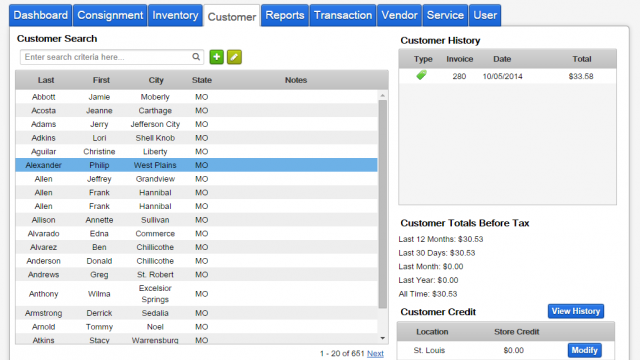 Dashboard Consignment Inventory Customer Reports Transaction Vendor Service User
Customer Search
Enter search criteria here...
Last First City State Notes
Abbott Jamie Moberly MO
Acosta Jeanne Carthage MO
Adams Jerry Jefferson City MO
Adkins Lori Shell Knob MO
Aguilar Christine Liberty MO
Alexander Philip West Plains MO
Allen Jeffrey Grandview MO
Allen Frank Hannibal MO
Allen Frank Hannibal MO
Allison Annette Sullivan MO
Alvarado Edna Commerce MO
Alvarez Ben Chillicothe MO
Anderson Donald Chillicothe MO
Andrews Greg St. Robert MO
Anthony Wilma Excelsior Springs MO
Armstrong Derrick Sedalia MO
Arnold Tommy Noel MO
Atkins Stacy Warrensburg MO
1 - 20 of 651 Next
Customer History
Type Invoice Date Total
280 10/05/2014 $33.58
Customer Totals Before Tax
Last 12 Months: $30.53
Last 30 Days: $30.53
Last Month: $0.00
Last Year: $0.00
All Time: $30.53
Customer Credit View History
Location Store Credit
St. Louis $0.00 Modify